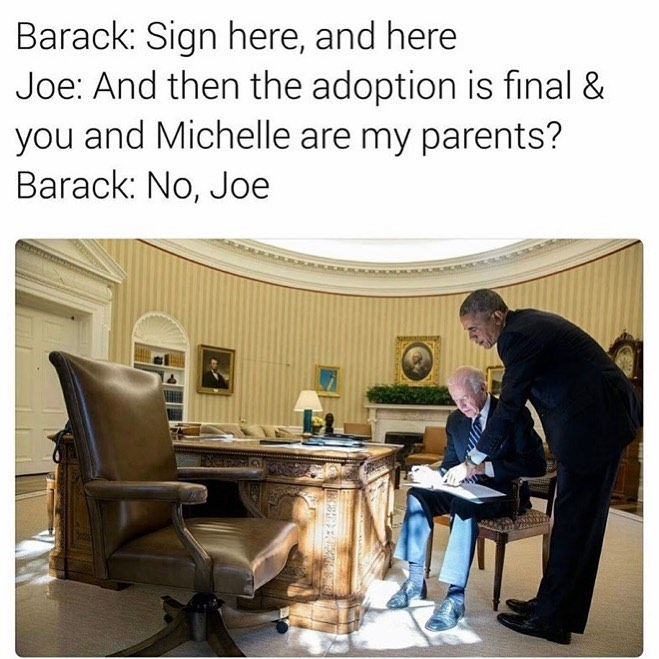 Barack: Sign here, and here
Joe: And then the adoption is final &
you and Michelle are my parents?
Barack: No, Joe